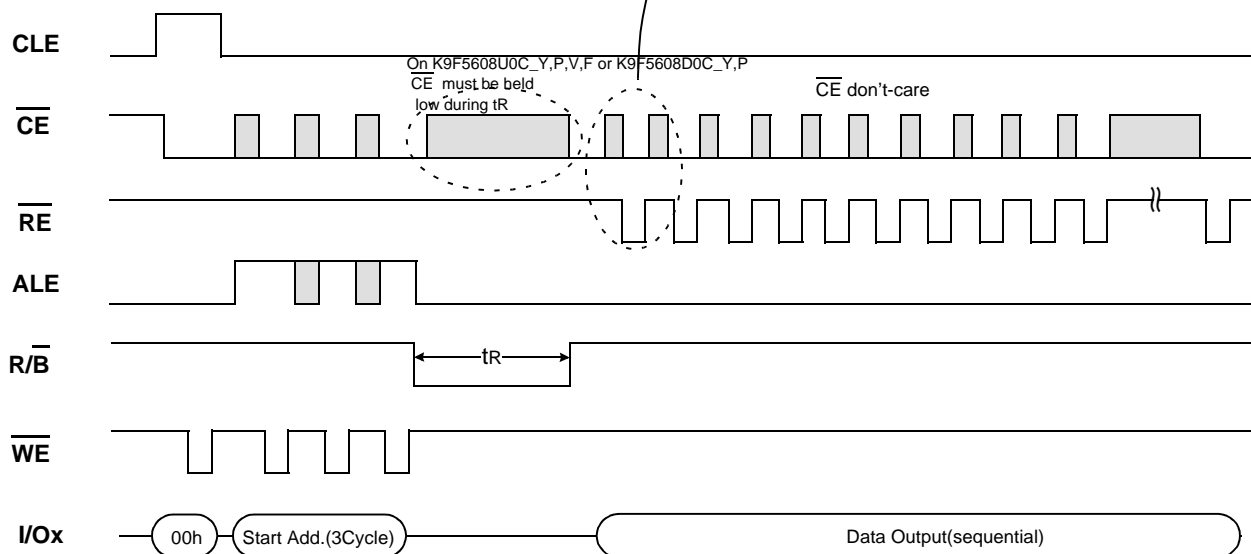 CLE
On K9F5608U0C_Y,P,V,F or K9F5608D0C_Y,P
CE must be beld
low during tR
CE don't-care
CE
RE
ALE
R/B
tR
WE
I/Ox
00h
Start Add.(3Cycle)
Data Output(sequential)